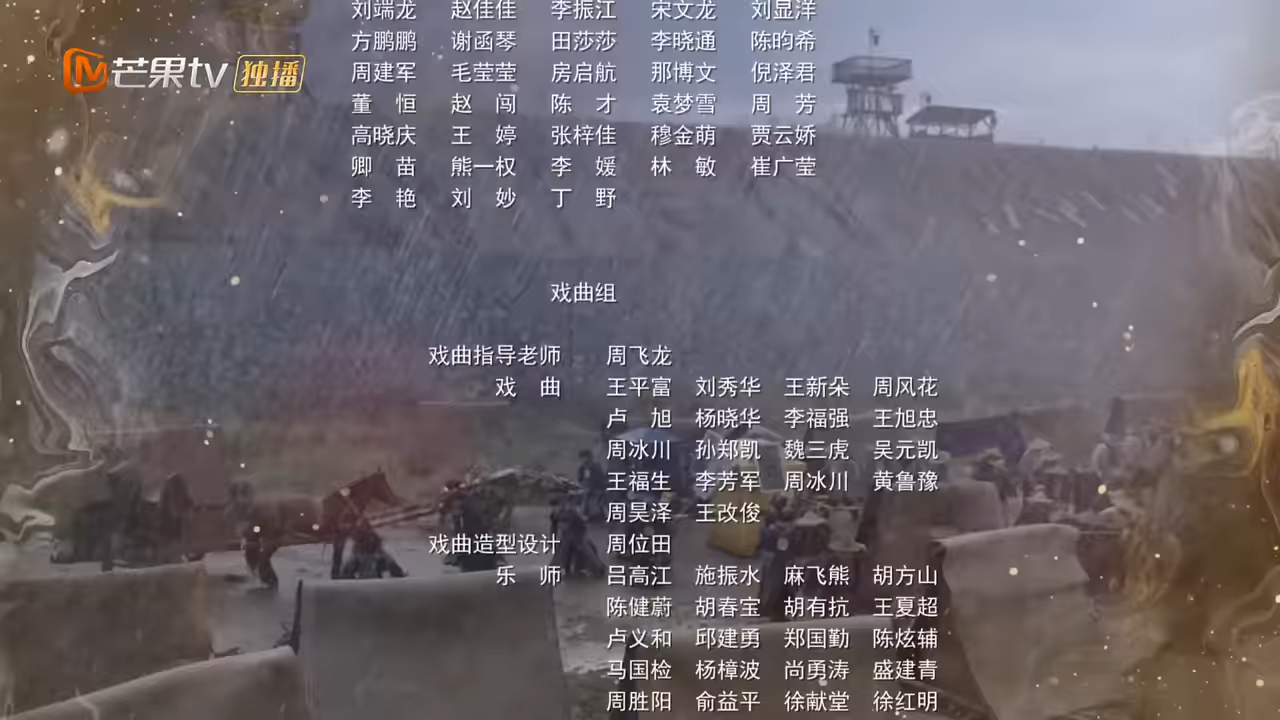 刘端龙 赵佳佳 李振江 宋文龙 刘显洋
方鹏鹏 谢函琴 田莎莎 李晓通 陈昀希
芒果tv 独播
周建军 毛莹莹 房启航 那博文 倪泽君
董 恒 赵 闯 陈 才 袁梦雪 周 芳
高晓庆 王 婷 张梓佳 穆金萌 贾云娇
卿 苗 熊一权 李 媛 林 敏 崔广莹
李 艳 刘 妙 丁 野
戏曲组
戏曲指导老师 周飞龙
戏 曲 王平富 刘秀华 王新朵 周风花
卢 旭 杨晓华 李福强 王旭忠
周冰川 孙郑凯 魏三虎 吴元凯
王福生 李芳军 周冰川 黄鲁豫
周昊泽 王改俊
戏曲造型设计 周位田
乐 师 吕高江 施振水 麻飞熊 胡方山
陈健蔚 胡春宝 胡有抗 王夏超
卢义和 邱建勇 郑国勤 陈炫辅
马国检 杨樟波 尚勇涛 盛建青
周胜阳 俞益平 徐献堂 徐红明